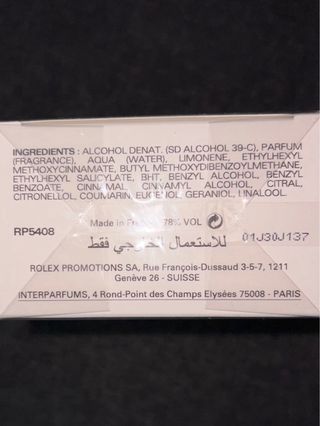 INGREDIENTS : ALCOHOL DENAT. (SD ALCOHOL 39-C), PARFUM
(FRAGRANCE), AQUA (WATER), LIMONENE, ETHYLHEXYL
METHOXYCINNAMATE, BUTYL METHOXYDIBENZOYLMETHANE,
ETHYLHEXYL SALICYLATE, BHT, BENZYL ALCOHOL, BENZYL
BENZOATE, CINNAMAL, CINNAMYL ALCOHOL, CITRAL,
CITRONELLOL, COUMARIN, EUGENOL, GERANIOL, LINALOOL.
Made in France 78% VOL
RP5408 للاستعمال الخارجي فقط 01J30J137
ROLEX PROMOTIONS SA, Rue François-Dussaud 3-5-7, 1211
Genève 26 - SUISSE
INTERPARFUMS, 4 Rond-Point des Champs Elysées 75008 - PARIS